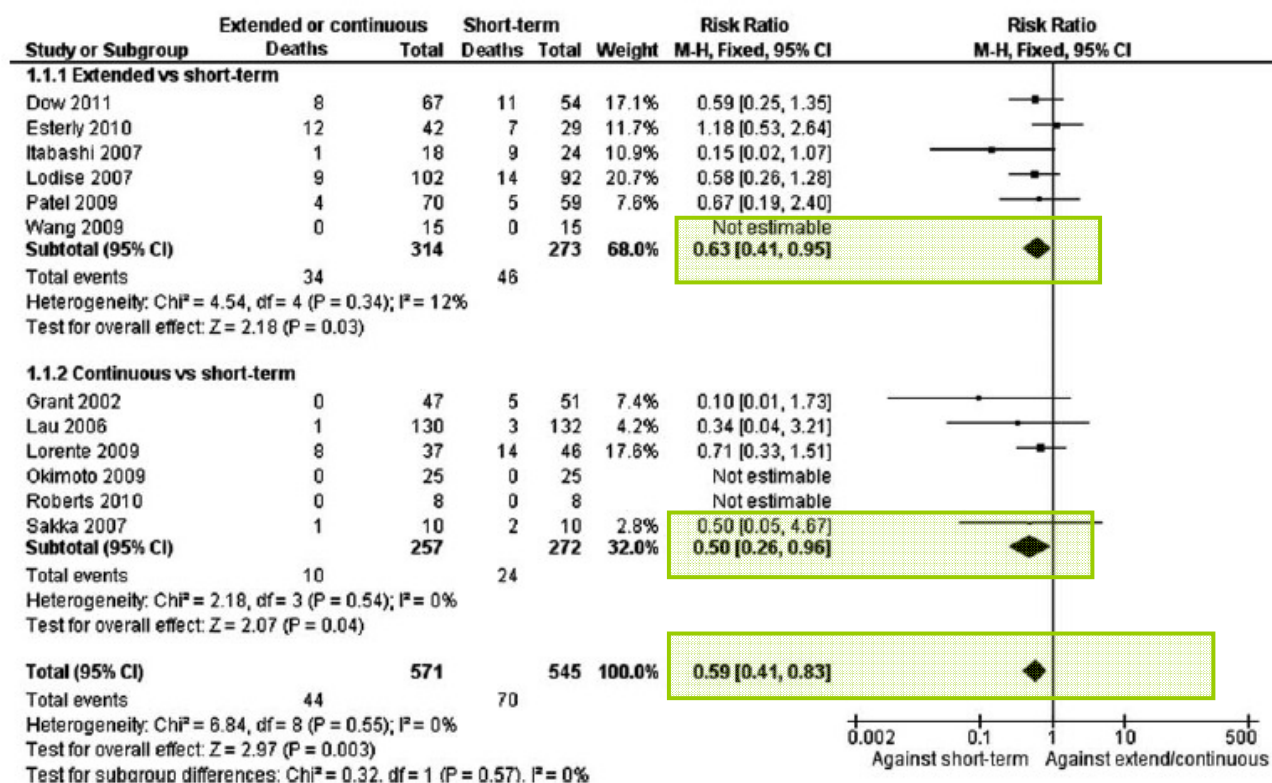 Extended or continuous Short-term Risk Ratio Risk Ratio
Study or Subgroup Deaths Total Deaths Total Weight M-H, Fixed, 95% CI M-H, Fixed, 95% CI
1.1.1 Extended vs short-term
Dow 2011 8 67 11 54 17.1% 0.59 [0.25, 1.35]
Esterly 2010 12 42 7 29 11.7% 1.18 [0.53, 2.64]
Itabashi 2007 1 18 9 24 10.9% 0.15 [0.02, 1.07]
Lodise 2007 9 102 14 92 20.7% 0.58 [0.26, 1.28]
Patel 2009 4 70 5 59 7.6% 0.67 [0.19, 2.40]
Wang 2009 0 15 0 15 Not estimable
Subtotal (95% CI) 314 273 68.0% 0.63 [0.41, 0.95]
Total events 34 46
Heterogeneity: Chi² = 4.54, df = 4 (P = 0.34); I² = 12%
Test for overall effect: Z = 2.18 (P = 0.03)
1.1.2 Continuous vs short-term
Grant 2002 0 47 5 51 7.4% 0.10 [0.01, 1.73]
Lau 2006 1 130 3 132 4.2% 0.34 [0.04, 3.21]
Lorente 2009 8 37 14 46 17.6% 0.71 [0.33, 1.51]
Okimoto 2009 0 25 0 25 Not estimable
Roberts 2010 0 8 0 8 Not estimable
Sakka 2007 1 10 2 10 2.8% 0.50 [0.05, 4.67]
Subtotal (95% CI) 257 272 32.0% 0.50 [0.26, 0.96]
Total events 10 24
Heterogeneity: Chi² = 2.18, df = 3 (P = 0.54); I² = 0%
Test for overall effect: Z = 2.07 (P = 0.04)
Total (95% CI) 571 545 100.0% 0.59 [0.41, 0.83]
Total events 44 70
Heterogeneity: Chi² = 6.84, df = 8 (P = 0.55); I² = 0%
Test for overall effect: Z = 2.97 (P = 0.003)
Test for subgroup differences: Chi² = 0.32, df = 1 (P = 0.57), I² = 0%
0.002 0.1 1 10 500
Against short-term Against extend/continuous